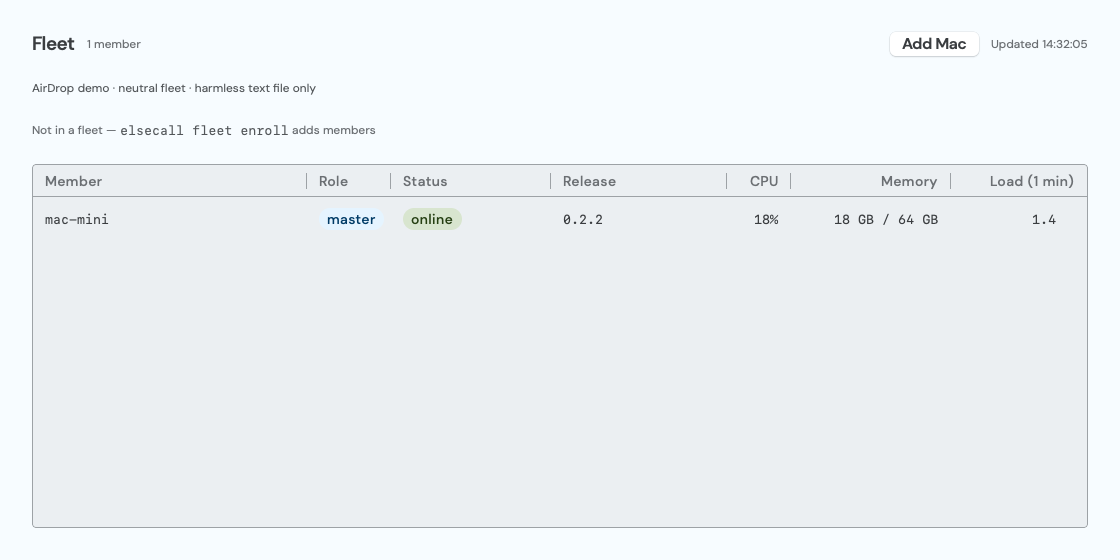 Fleet 1 member Add Mac Updated 14:32:05
AirDrop demo · neutral fleet · harmless text file only
Not in a fleet — elsecall fleet enroll adds members
Member Role Status Release CPU Memory Load (1 min)
mac-mini master online 0.2.2 18% 18 GB / 64 GB 1.4